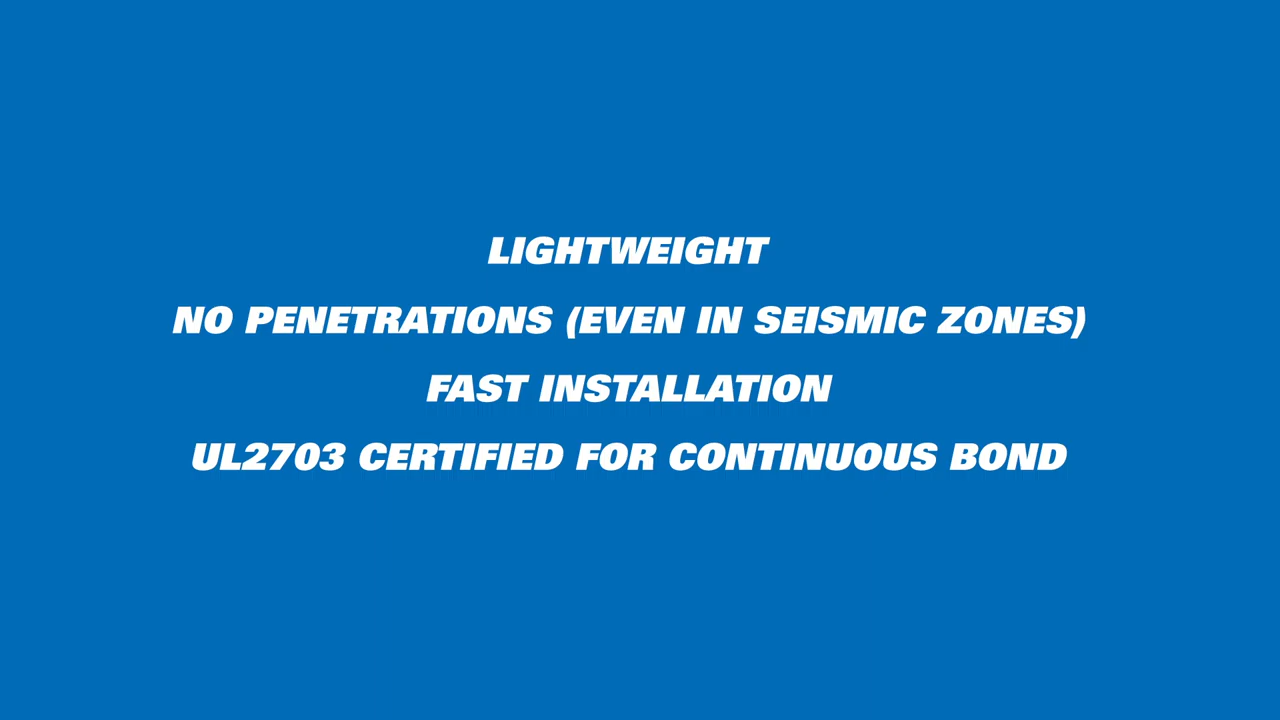 LIGHTWEIGHT
NO PENETRATIONS (EVEN IN SEISMIC ZONES)
FAST INSTALLATION
UL2703 CERTIFIED FOR CONTINUOUS BOND